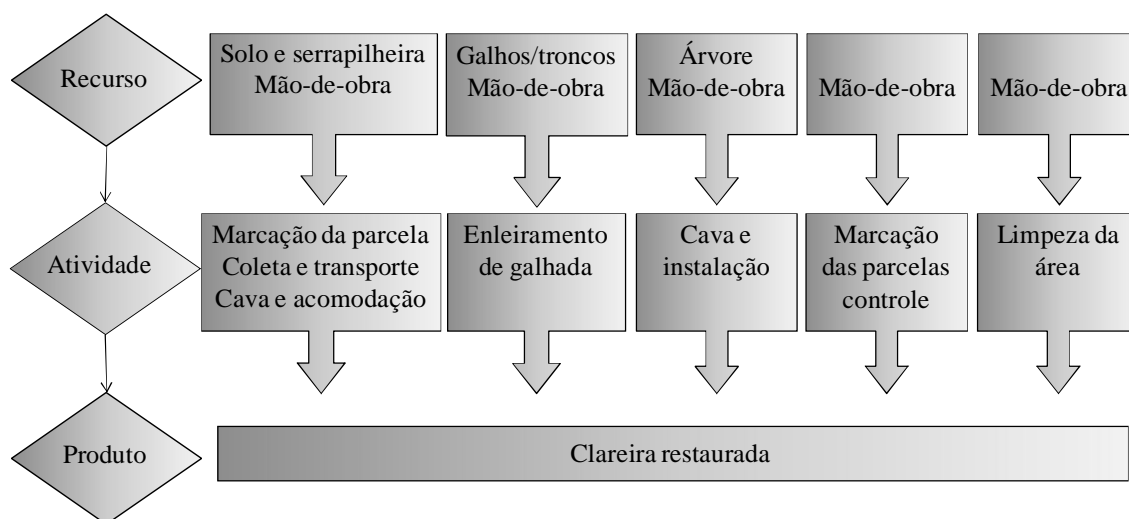 Recurso
Solo e serrapilheira
Mão-de-obra
Galhos/troncos
Mão-de-obra
Árvore
Mão-de-obra
Mão-de-obra
Mão-de-obra
Atividade
Marcação da parcela
Coleta e transporte
Cava e acomodação
Enleiramento
de galhada
Cava e
instalação
Marcação
das parcelas
controle
Limpeza da
área
Produto
Clareira restaurada